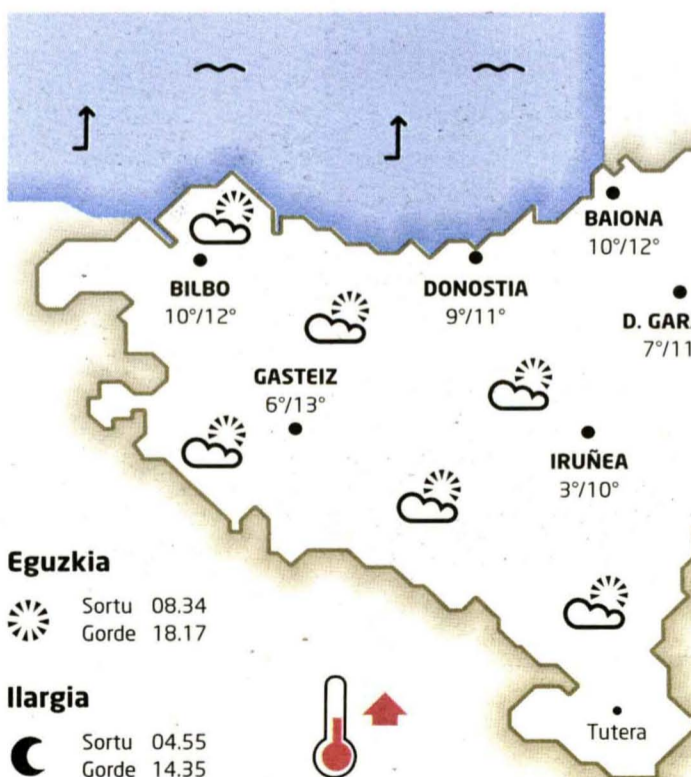 BAIONA
10°/12°
BILBO
10°/12°
DONOSTIA
9°/11°
D.
GASTEIZ
6°/13°
IRUÑEA
3°/10°
Eguzkia
Sortu 08.34
Gorde 18.17
Ilargia
Sortu 04.55
Gorde 14.35
Tutera